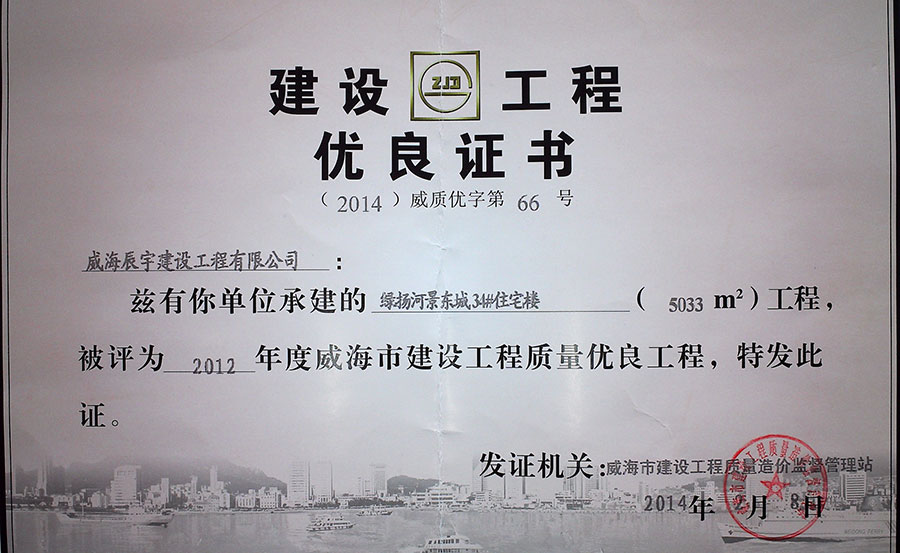 建设 ZJD 工程
优良证书
（2014）威质优字第 66 号
威海辰宇建设工程有限公司：
兹有你单位承建的 绿扬河景东城34#住宅楼（5033 m²）工程，
被评为 2012 年度威海市建设工程质量优良工程，特发此
证。
发证机关：威海市建设工程质量造价监督管理站
2014年 月 8日